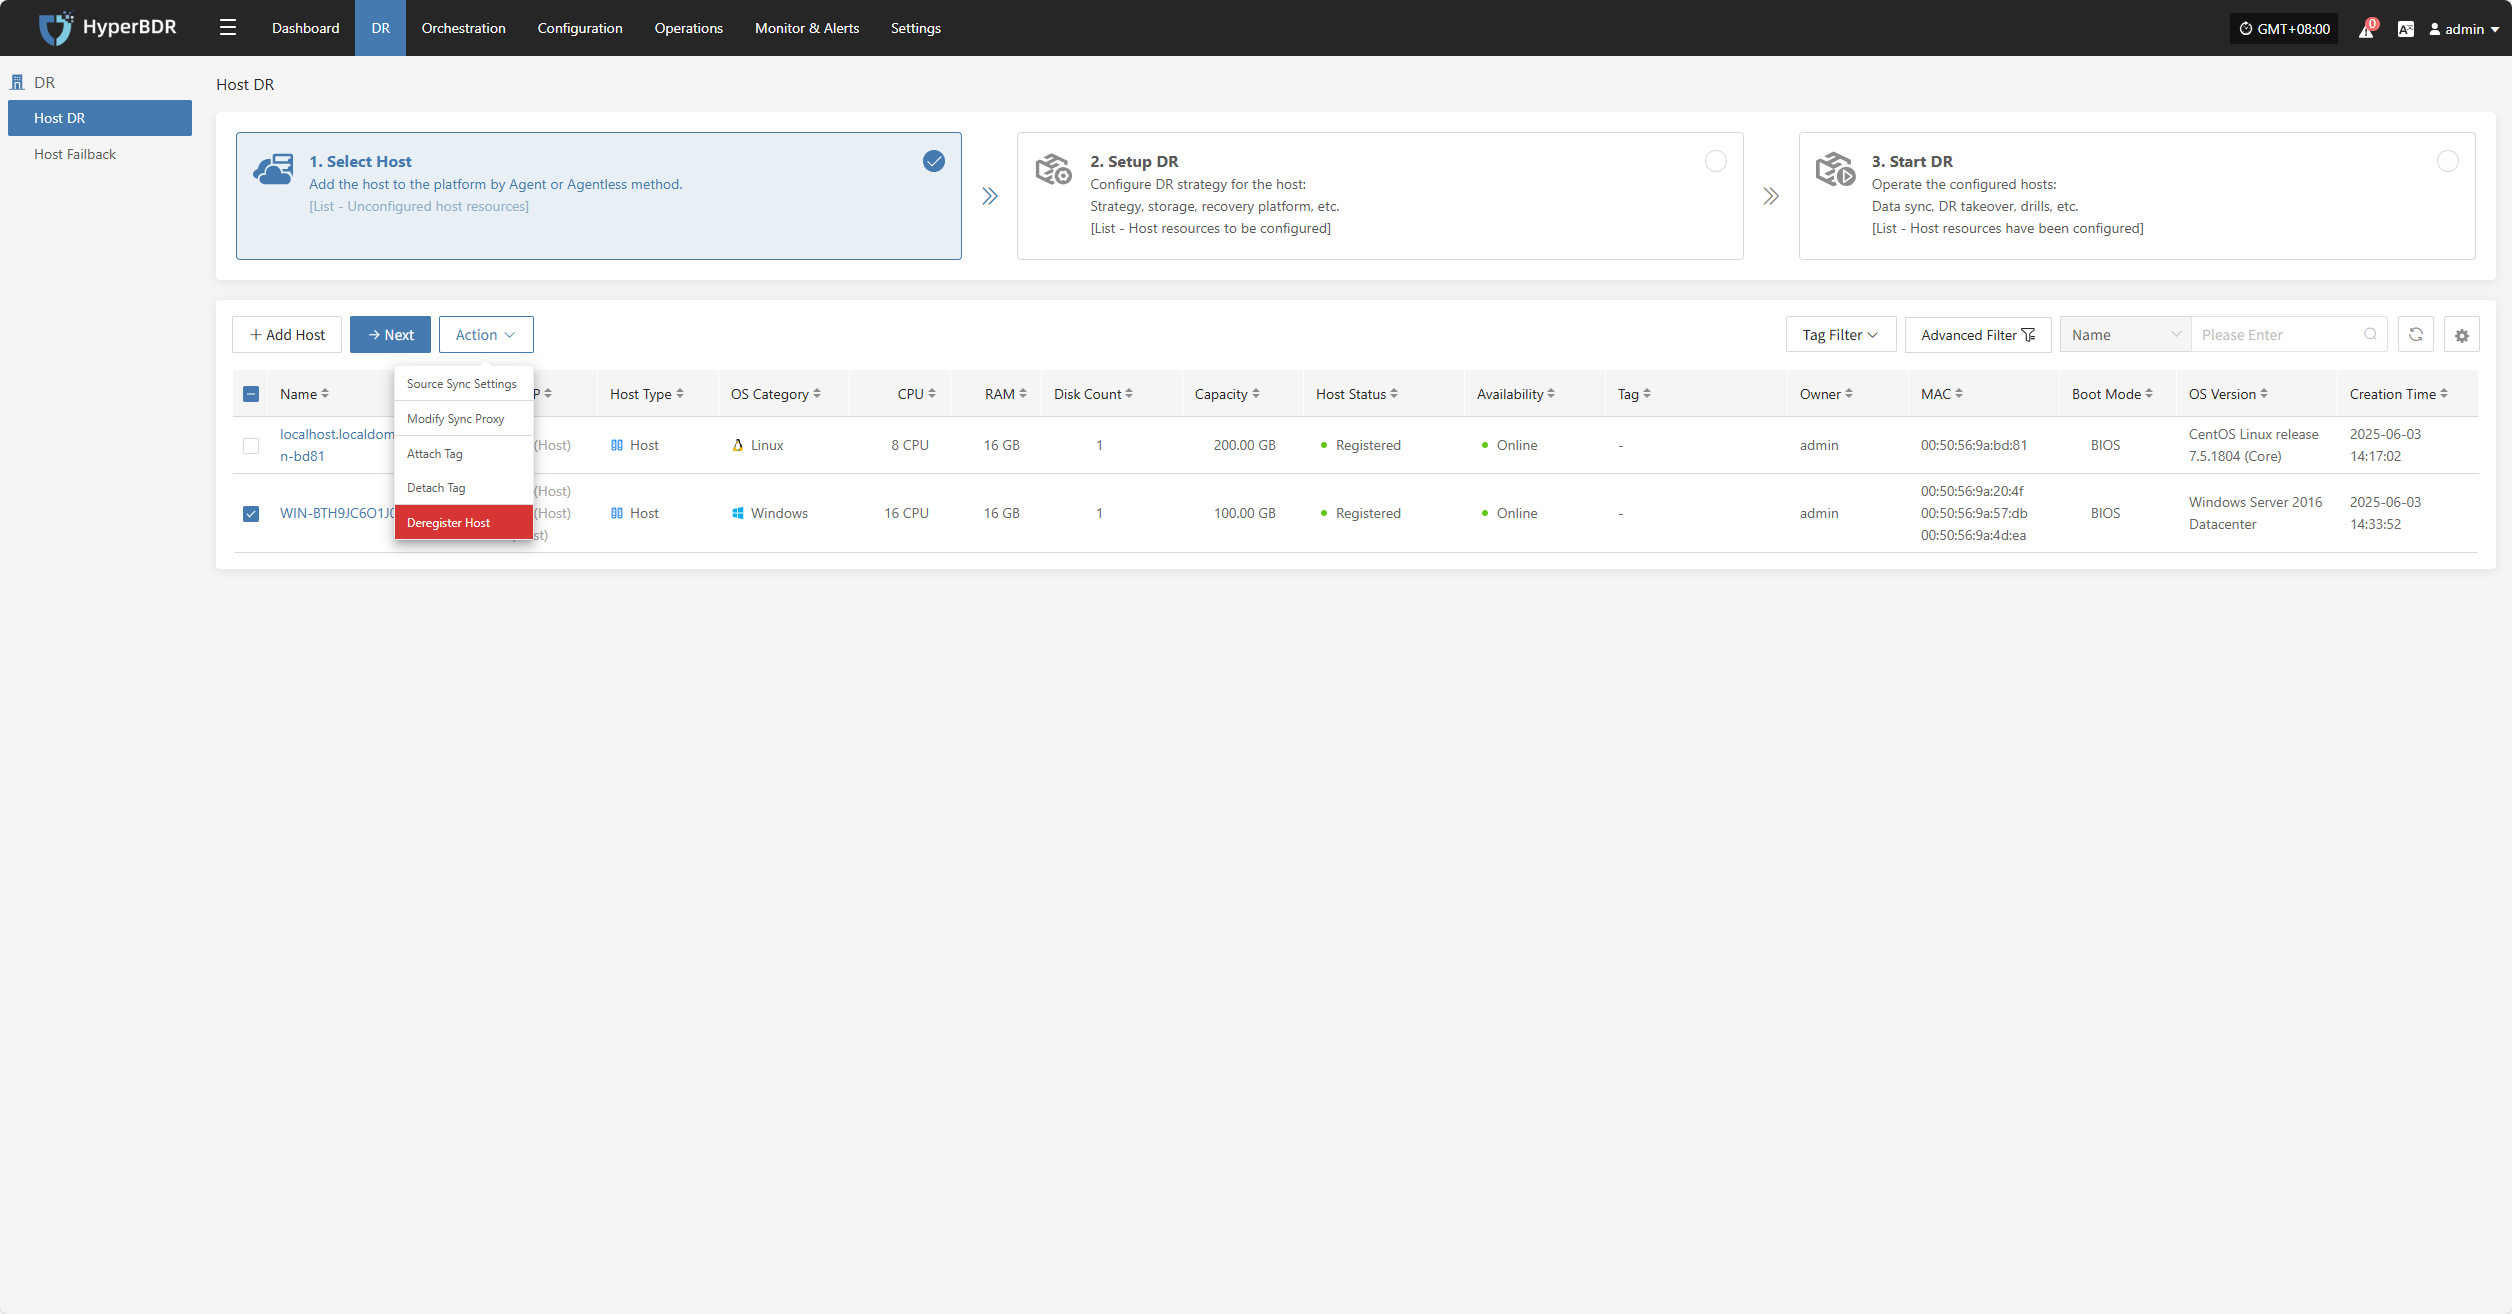 HyperBDR
Dashboard
DR
Orchestration
Configuration
Operations
Monitor & Alerts
Settings
GMT+08:00
0
admin
DR
Host DR
Host Failback
Host DR
1. Select Host
Add the host to the platform by Agent or Agentless method.
[List - Unconfigured host resources]
2. Setup DR
Configure DR strategy for the host:
Strategy, storage, recovery platform, etc.
[List - Host resources to be configured]
3. Start DR
Operate the configured hosts:
Data sync, DR takeover, drills, etc.
[List - Host resources have been configured]
Add Host
Next
Action
Tag Filter
Advanced Filter
Name
Please Enter
Source Sync Settings
Modify Sync Proxy
Attach Tag
Detach Tag
Deregister Host
Name
Host Type
OS Category
CPU
RAM
Disk Count
Capacity
Host Status
Availability
Tag
Owner
MAC
Boot Mode
OS Version
Creation Time
localhost.localdom
n-bd81
(Host)
Host
Linux
8 CPU
16 GB
1
200.00 GB
Registered
Online
-
admin
00:50:56:9a:bd:81
BIOS
CentOS Linux release
7.5.1804 (Core)
2025-06-03
14:17:02
WIN-BTH9JC6O1J
(Host)
(Host)
Host
Windows
16 CPU
16 GB
1
100.00 GB
Registered
Online
-
admin
00:50:56:9a:20:4f
00:50:56:9a:57:db
00:50:56:9a:4d:ea
BIOS
Windows Server 2016
Datacenter
2025-06-03
14:33:52